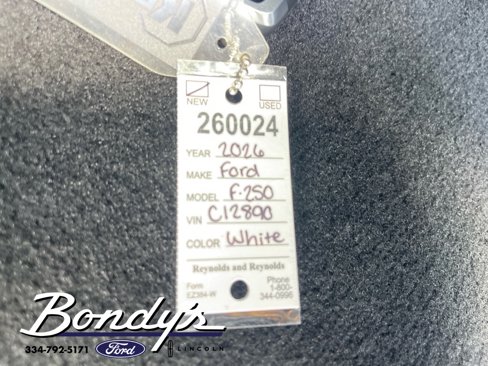 NEW
USED
260024
YEAR 2026
MAKE Ford
MODEL F-250
VIN C12890
COLOR White
Reynolds and Reynolds
Form
EZ384-W
Phone
1-800-
344-0996
Bondy's
334-792-5171 Ford LINCOLN